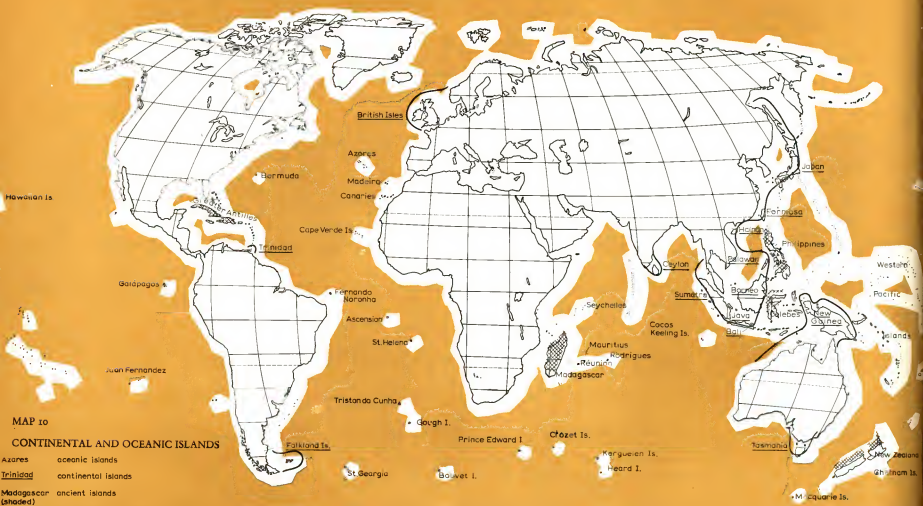 British Isles
Azores
Bermuda
Madeira
Canaries
Japan
Hawaiian Is.
Greater Antilles
Formosa
Hainan
Cape Verde Is.
Philippines
Trinidad
Palawan
Ceylon
Western
Galápagos
Fernando
Noronha
Sumatra
Borneo
Pacific
Seychelles
Celebes
New
Guinea
Java
Ascension
Cocas
Keeling Is.
Bali
Islands
St. Helena
Mauritius
Rodrigues
Réunion
Juan Fernandez
Madagascar
Tristan da Cunha
Gough I.
MAP 10
Prince Edward I
Crozet Is.
CONTINENTAL AND OCEANIC ISLANDS
Falkland Is.
Tasmania
Kerguelen Is.
New Zealand
Azares oceanic islands
Heard I.
St Georgia
Bouvet I.
Chatham Is.
Trinidad continental islands
Madagascar ancient islands
(shaded)
Macquarie Is.